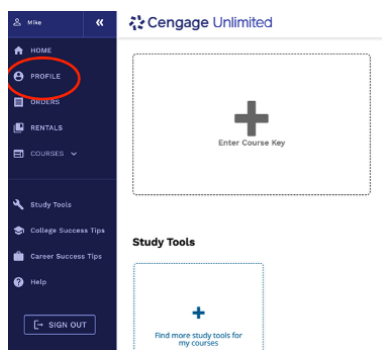 Mike
«
Cengage Unlimited
HOME
PROFILE
ORDERS
RENTALS
COURSES
Enter Course Key
Study Tools
College Success Tips
Career Success Tips
Help
SIGN OUT
Study Tools
Find more study tools for
my courses